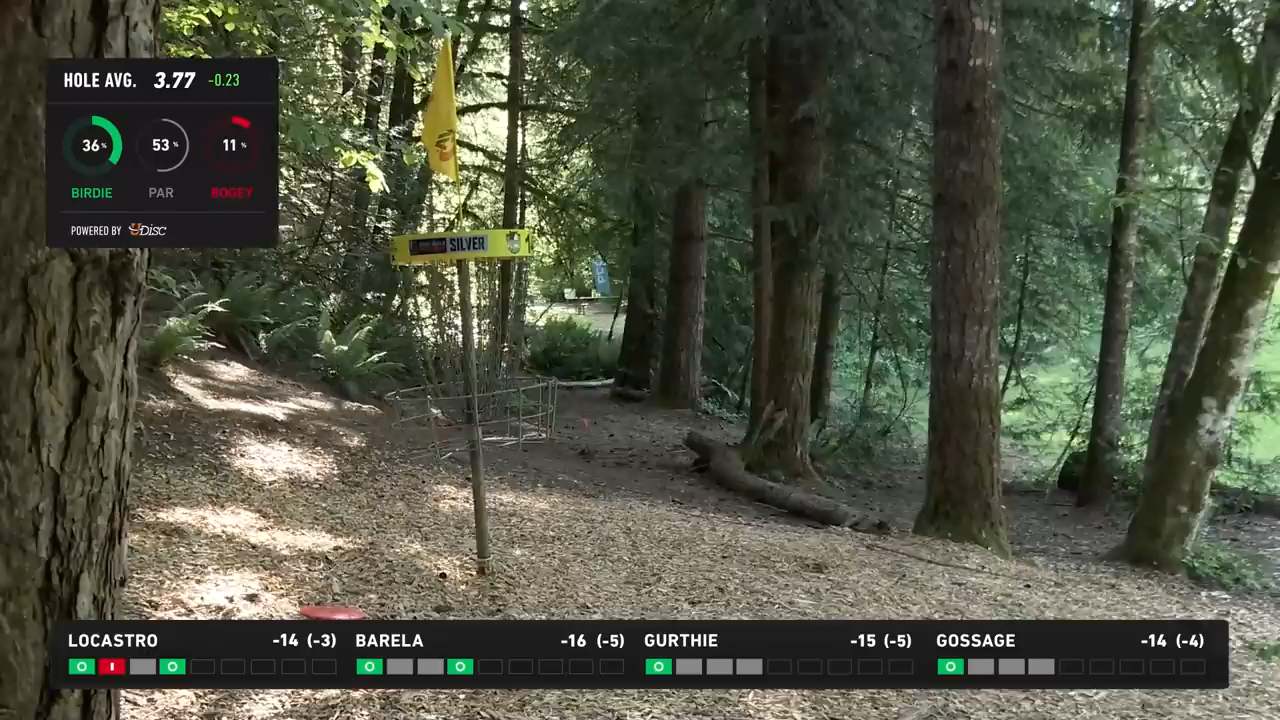 HOLE AVG. 3.77 -0.23
36% 53% 11%
BIRDIE PAR BOGEY
POWERED BY UDISC
SILVER
LOCASTRO -14 (-3) BARELA -16 (-5) GURTHIE -15 (-5) GOSSAGE -14 (-4)